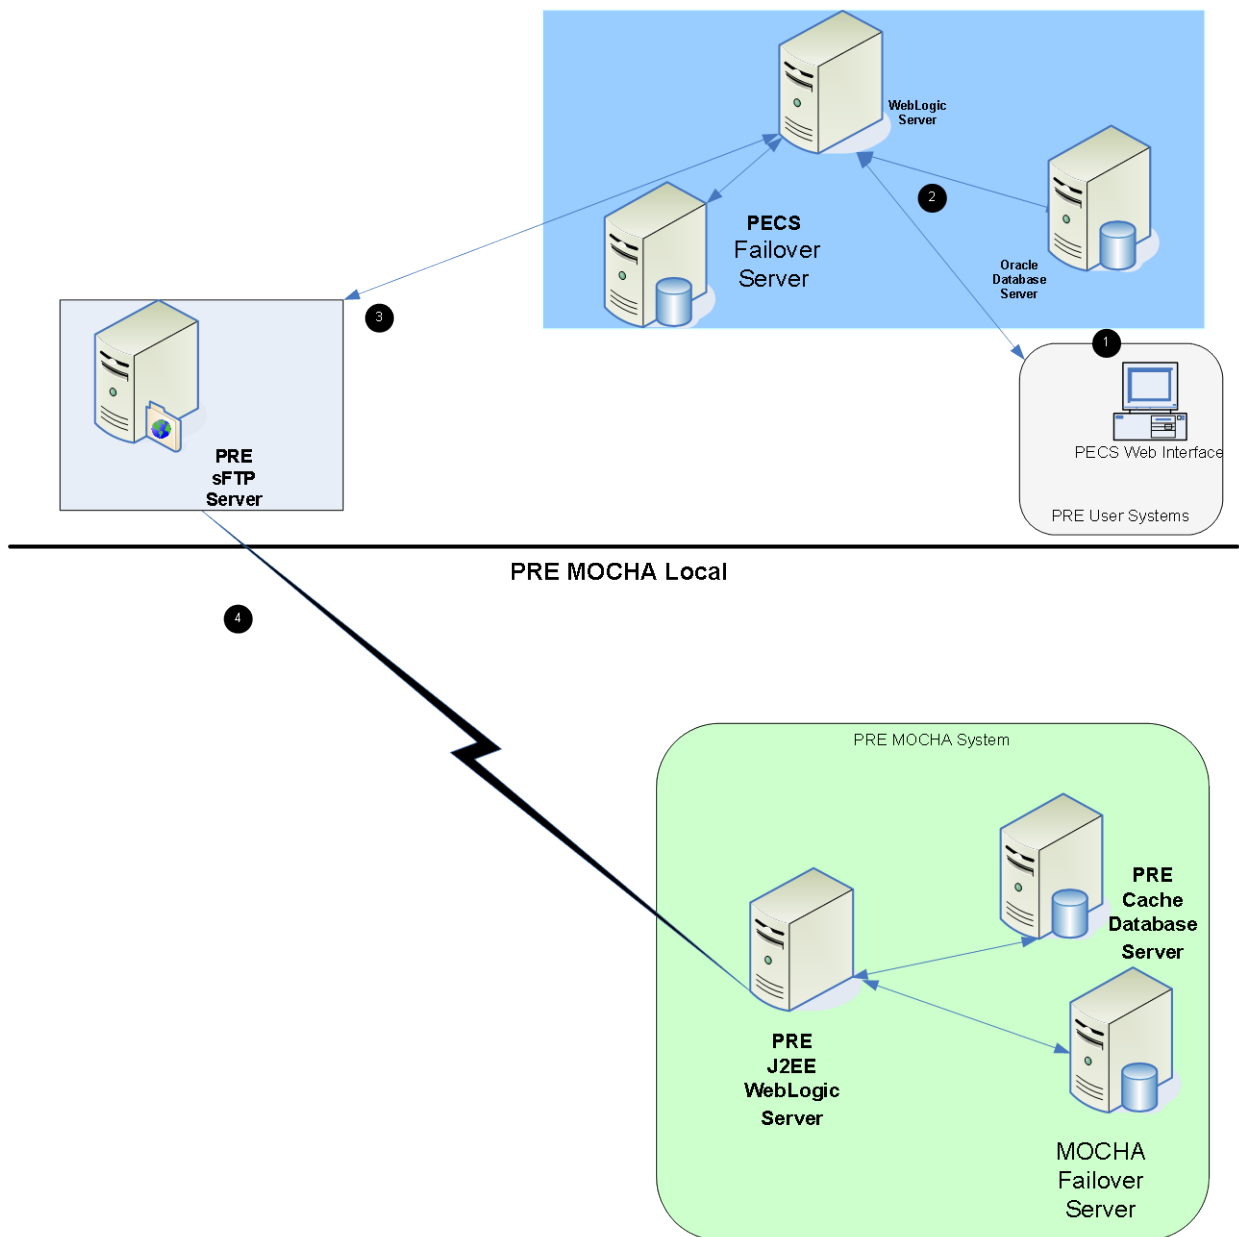 WebLogic
Server
2
PECS
Failover
Server
Oracle
Database
Server
3
1
PECS Web Interface
PRE User Systems
PRE
sFTP
Server
PRE MOCHA Local
4
PRE MOCHA System
PRE
Cache
Database
Server
PRE
J2EE
WebLogic
Server
MOCHA
Failover
Server